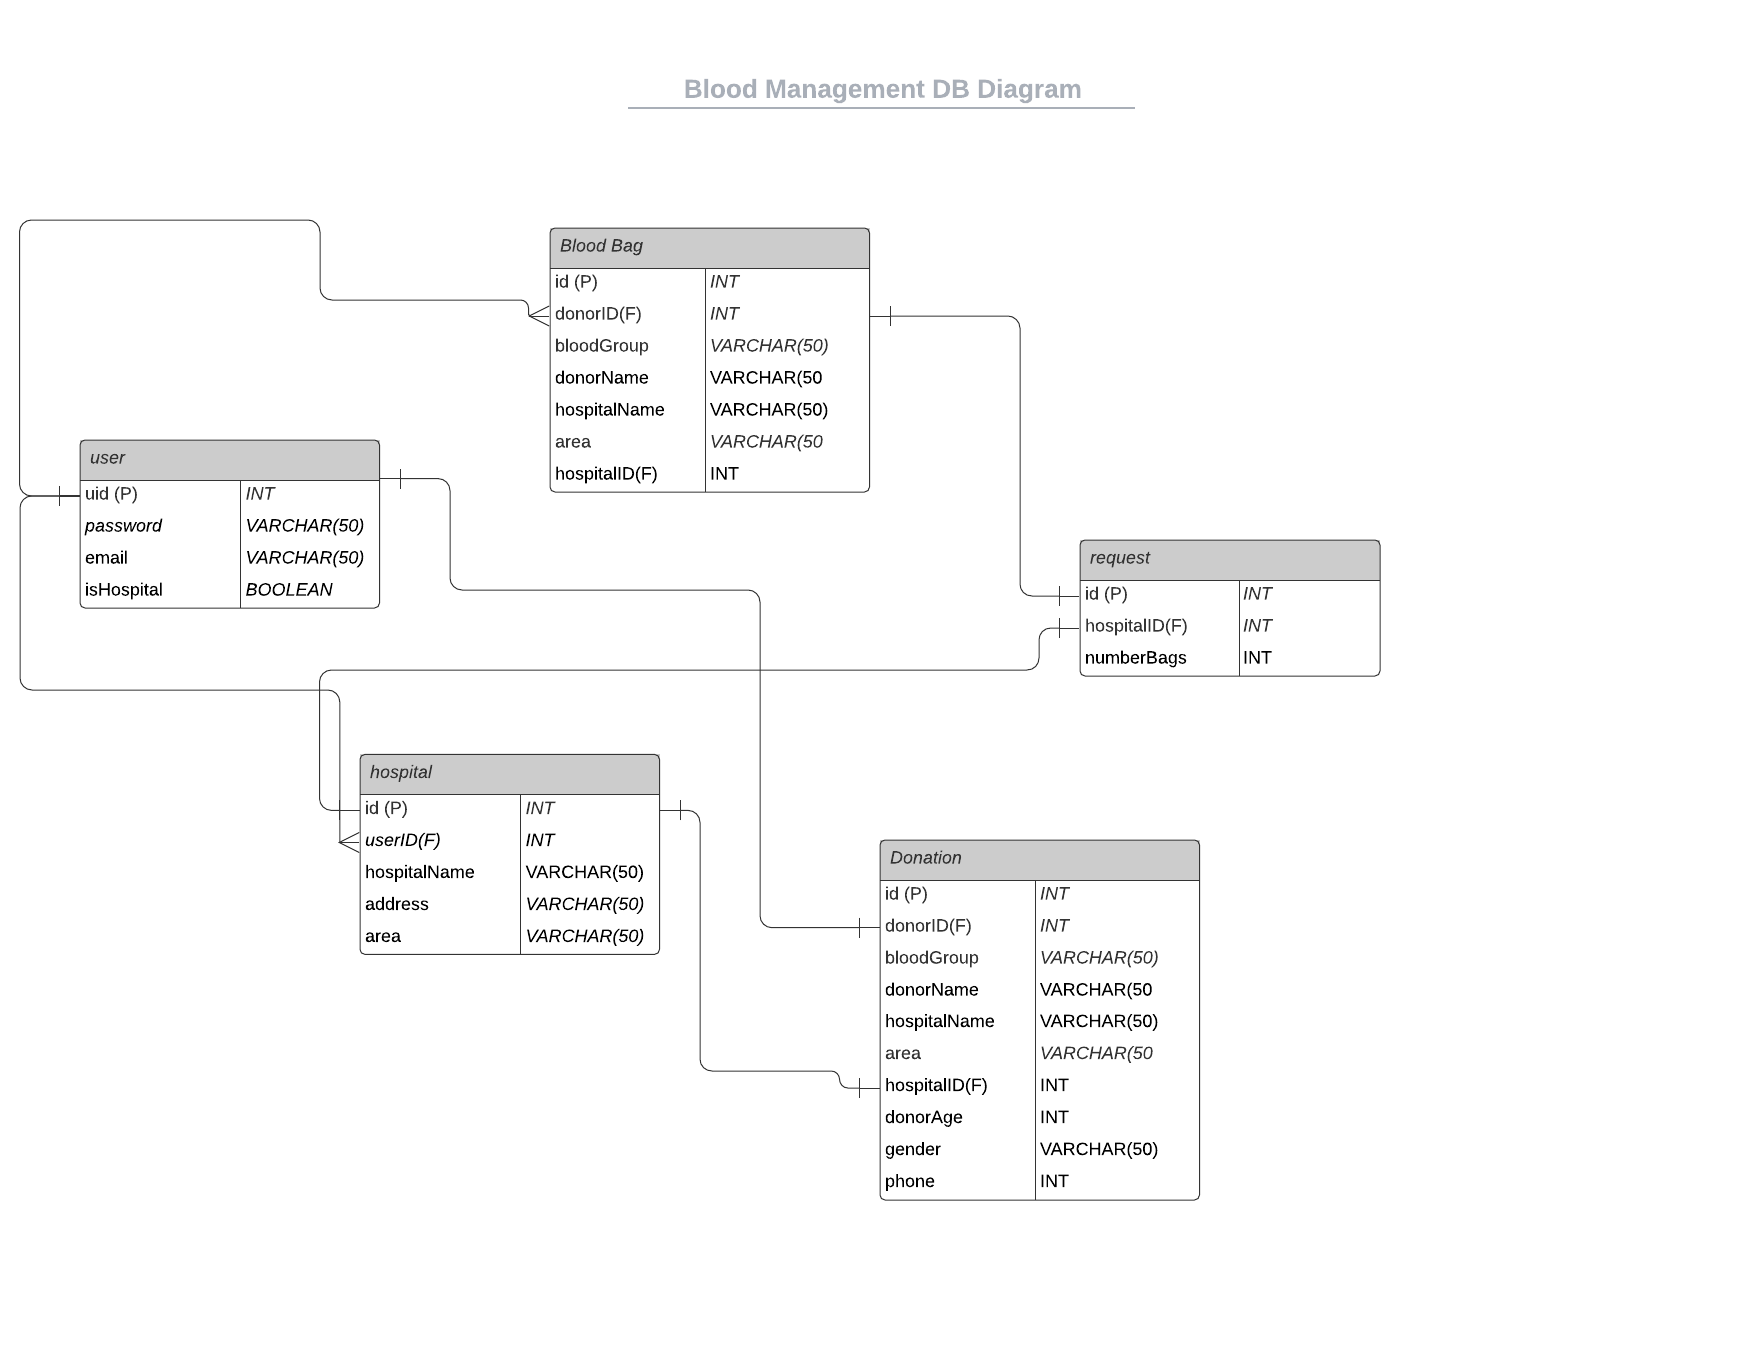 Blood Management DB Diagram
Blood Bag
id (P) INT
donorID(F) INT
bloodGroup VARCHAR(50)
donorName VARCHAR(50
hospitalName VARCHAR(50)
area VARCHAR(50
hospitalID(F) INT
user
uid (P) INT
password VARCHAR(50)
email VARCHAR(50)
isHospital BOOLEAN
request
id (P) INT
hospitalID(F) INT
numberBags INT
hospital
id (P) INT
userID(F) INT
hospitalName VARCHAR(50)
address VARCHAR(50)
area VARCHAR(50)
Donation
id (P) INT
donorID(F) INT
bloodGroup VARCHAR(50)
donorName VARCHAR(50
hospitalName VARCHAR(50)
area VARCHAR(50
hospitalID(F) INT
donorAge INT
gender VARCHAR(50)
phone INT